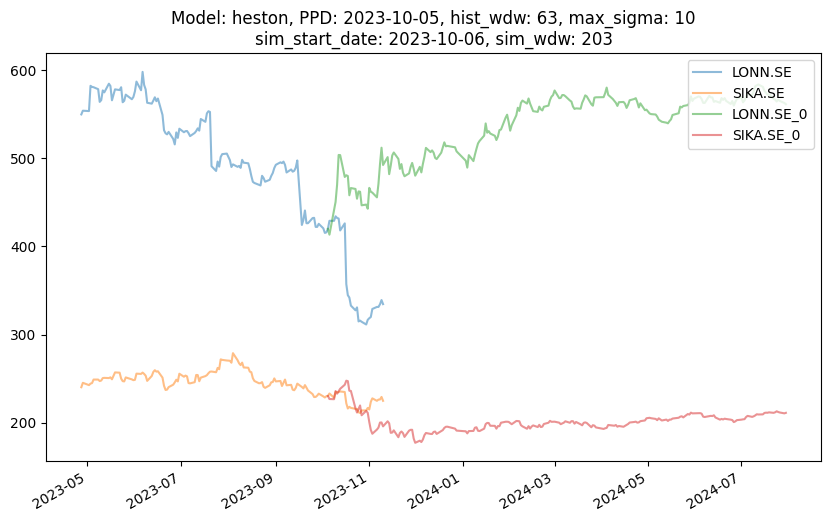 Model: heston, PPD: 2023-10-05, hist_wdw: 63, max_sigma: 10
sim_start_date: 2023-10-06, sim_wdw: 203
600
500
400
300
200
LONN.SE
SIKA.SE
LONN.SE_0
SIKA.SE_0
2023-05
2023-07
2023-09
2023-11
2024-01
2024-03
2024-05
2024-07